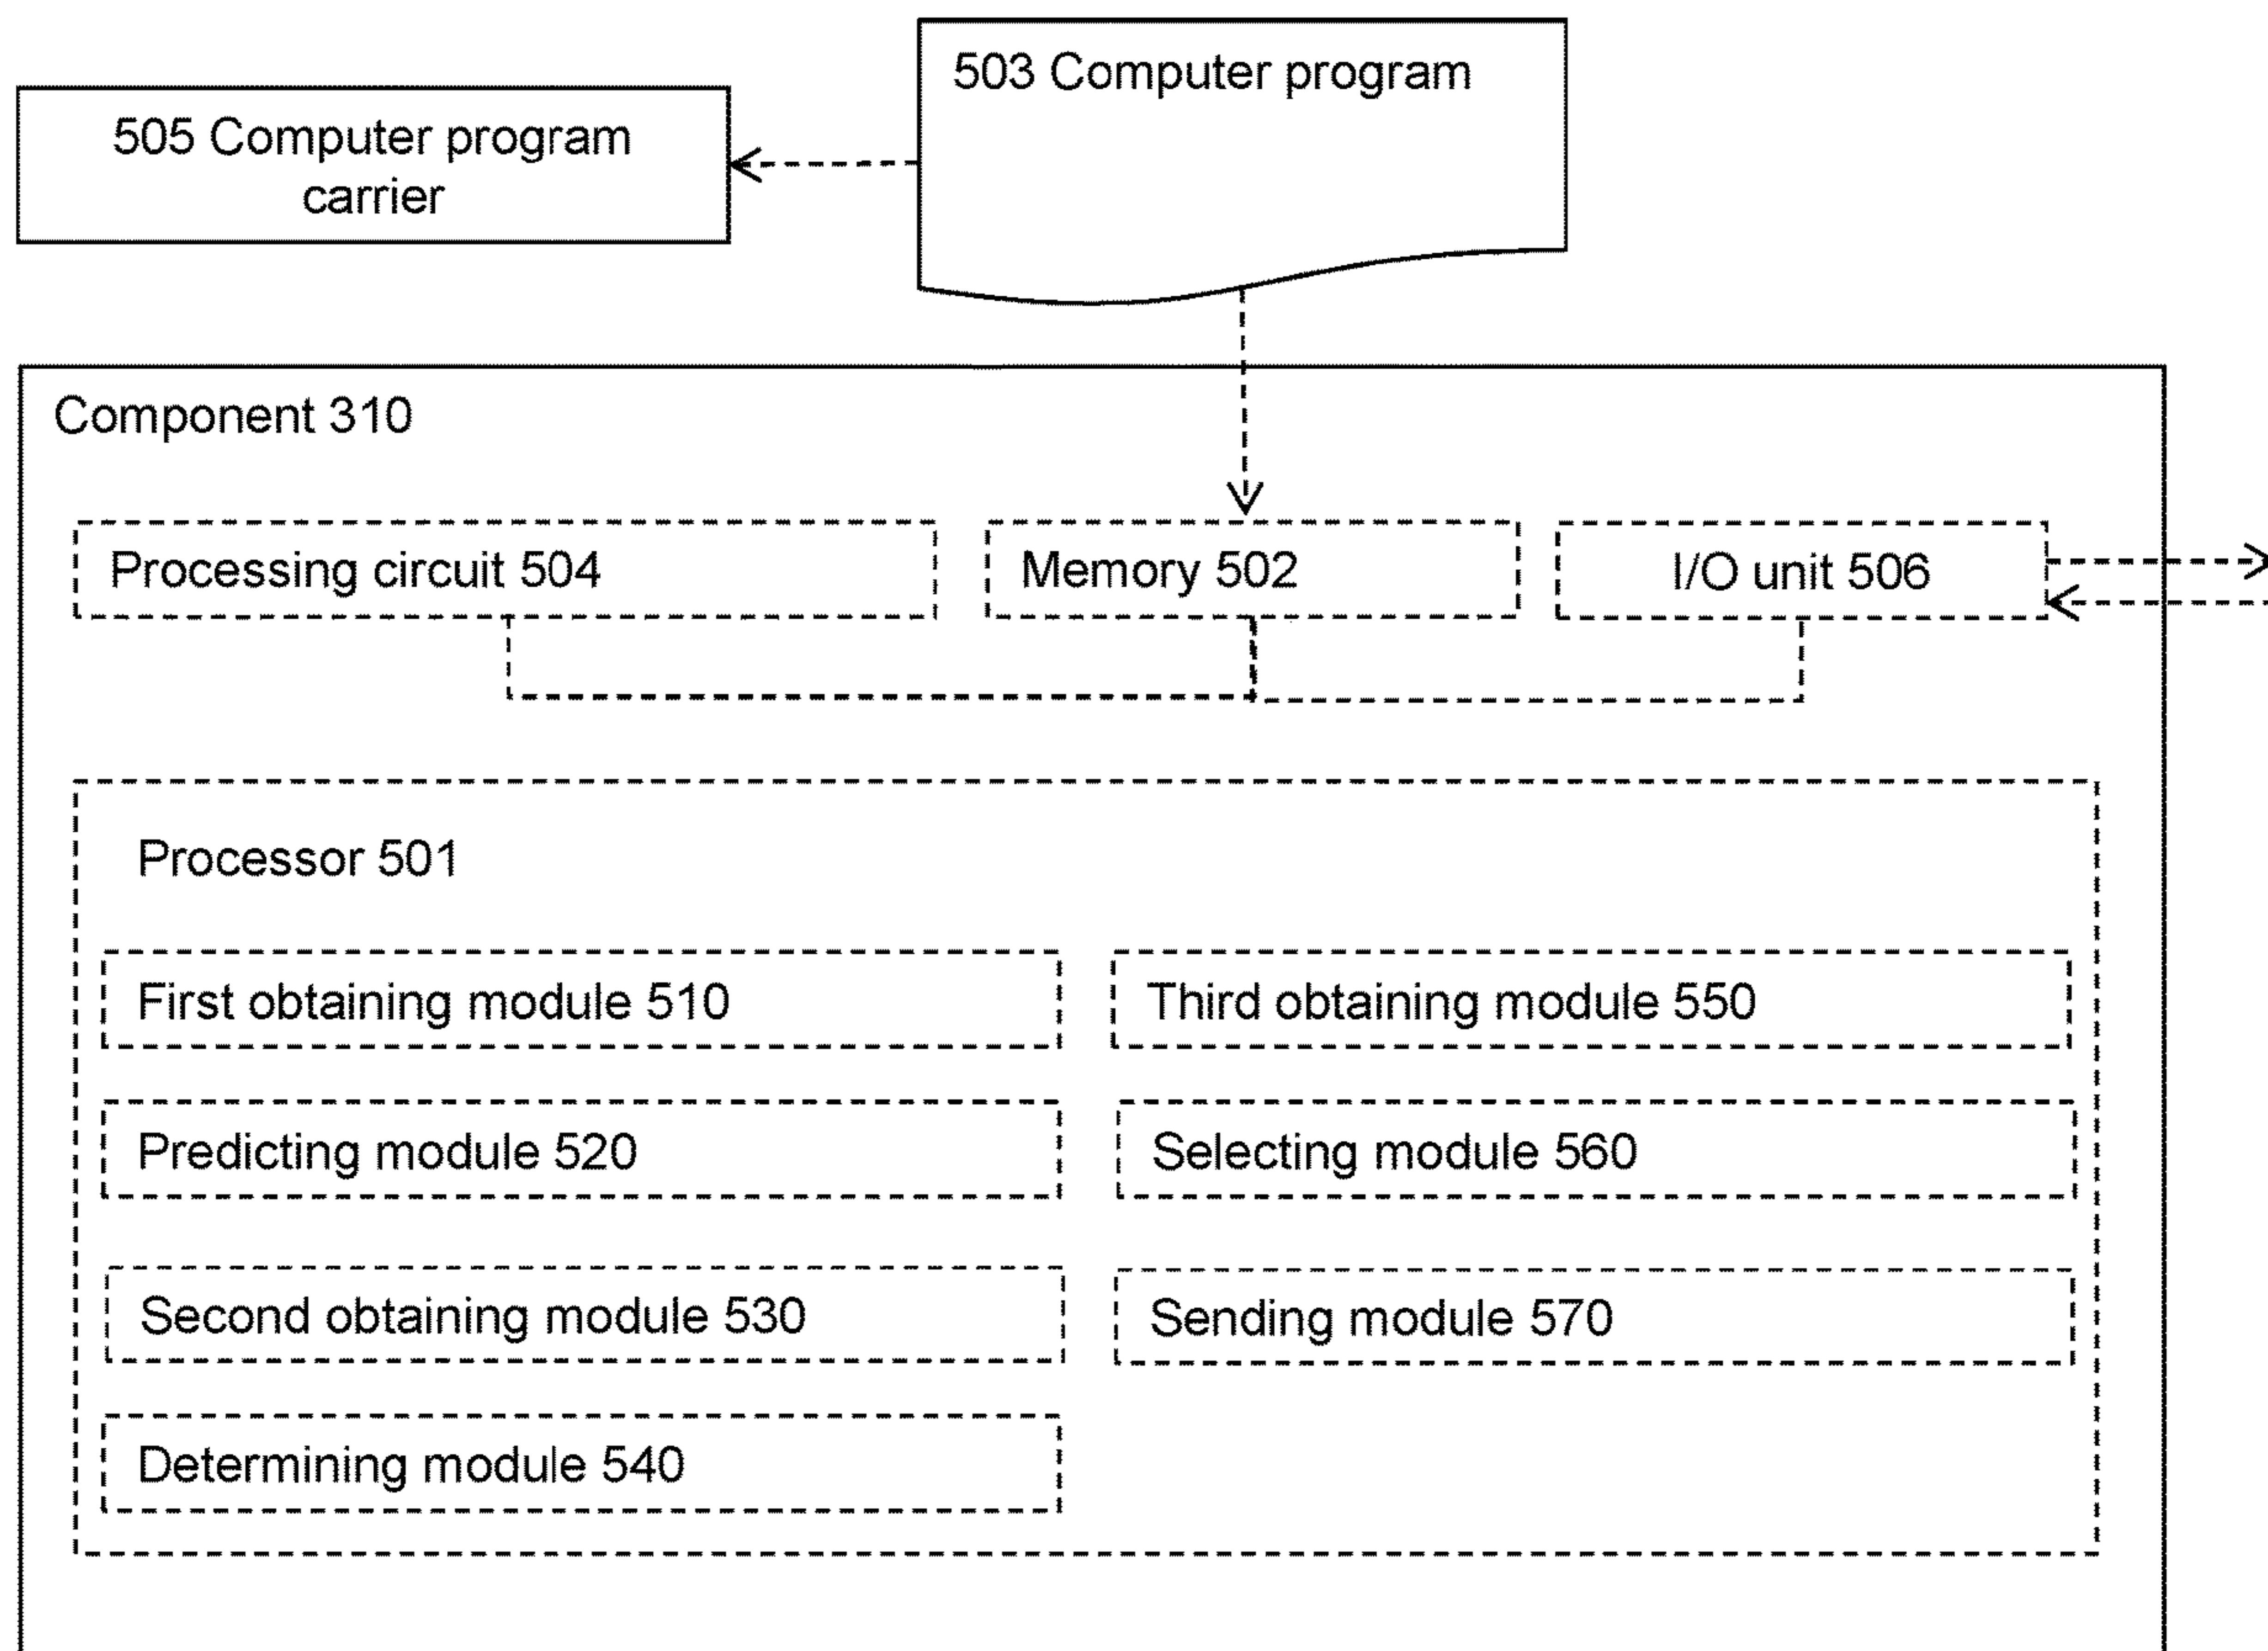 503 Computer program
505 Computer program
carrier
Component 310
Processing circuit 504
Memory 502
I/O unit 506
Processor 501
First obtaining module 510
Third obtaining module 550
Predicting module 520
Selecting module 560
Second obtaining module 530
Sending module 570
Determining module 540